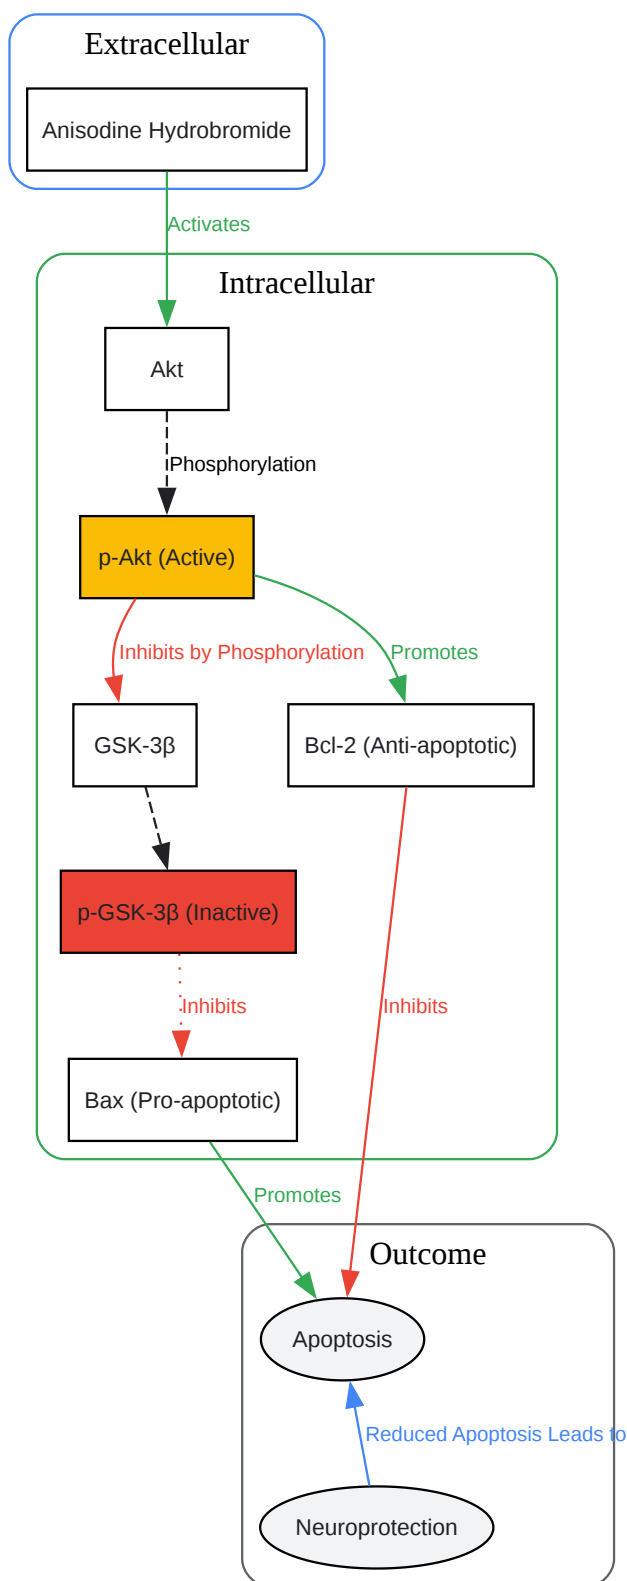 Extracellular
Anisodine Hydrobromide
Activates
Intracellular
Akt
Phosphorylation
p-Akt (Active)
Inhibits by Phosphorylation
Promotes
GSK-3β
Bcl-2 (Anti-apoptotic)
p-GSK-3β (Inactive)
Inhibits
Inhibits
Bax (Pro-apoptotic)
Promotes
Outcome
Apoptosis
Reduced Apoptosis Leads to
Neuroprotection